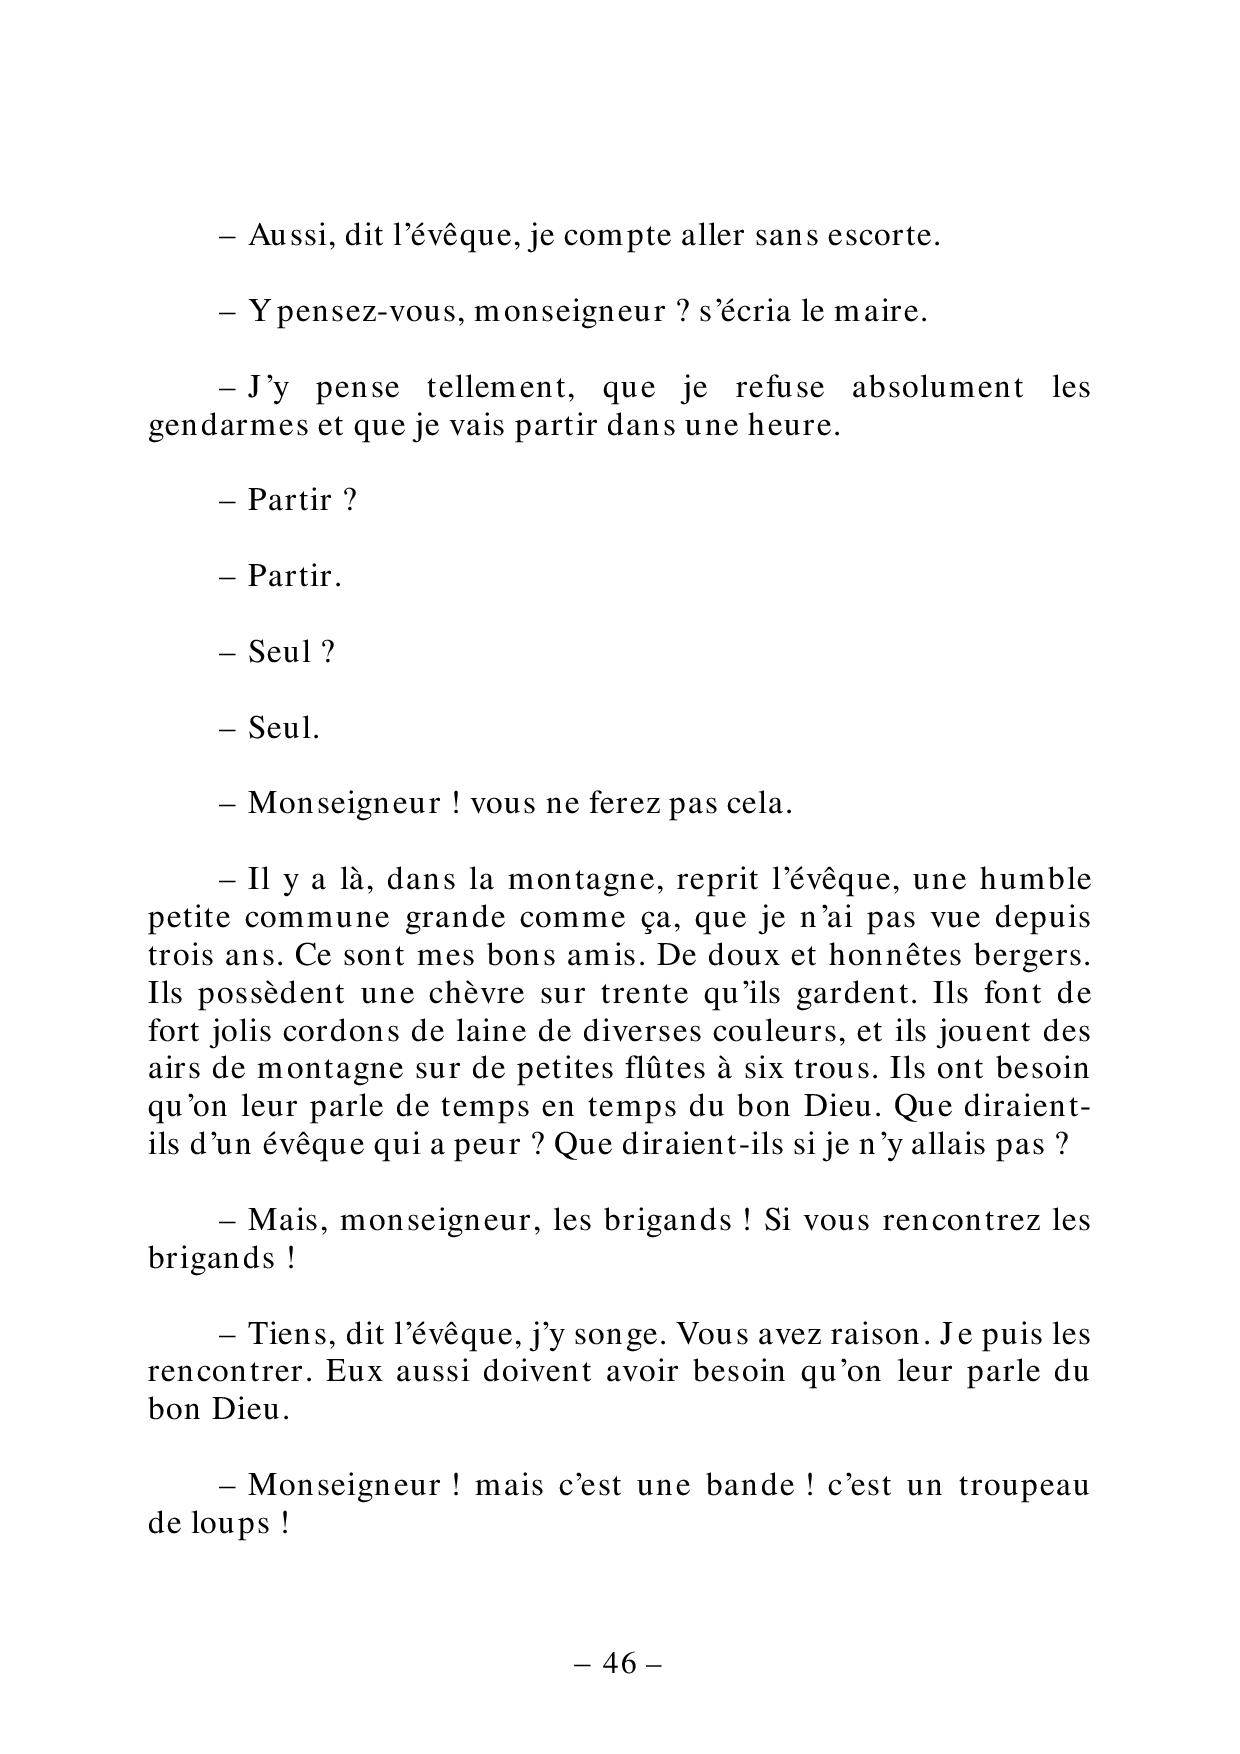 – Aussi, dit l’évêque, je compte aller sans escorte.
– Y pensez-vous, monseigneur ? s’écria le maire.
– J’y pense tellement, que je refuse absolument les
gendarmes et que je vais partir dans une heure.
– Partir ?
– Partir.
– Seul ?
– Seul.
– Monseigneur ! vous ne ferez pas cela.
– Il y a là, dans la montagne, reprit l’évêque, une humble
petite commune grande comme ça, que je n’ai pas vue depuis
trois ans. Ce sont mes bons amis. De doux et honnêtes bergers.
Ils possèdent une chèvre sur trente qu’ils gardent. Ils font de
fort jolis cordons de laine de diverses couleurs, et ils jouent des
airs de montagne sur de petites flûtes à six trous. Ils ont besoin
qu’on leur parle de temps en temps du bon Dieu. Que diraient-
ils d’un évêque qui a peur ? Que diraient-ils si je n’y allais pas ?
– Mais, monseigneur, les brigands ! Si vous rencontrez les
brigands !
– Tiens, dit l’évêque, j’y songe. Vous avez raison. Je puis les
rencontrer. Eux aussi doivent avoir besoin qu’on leur parle du
bon Dieu.
– Monseigneur ! mais c’est une bande ! c’est un troupeau
de loups !
– 46 –